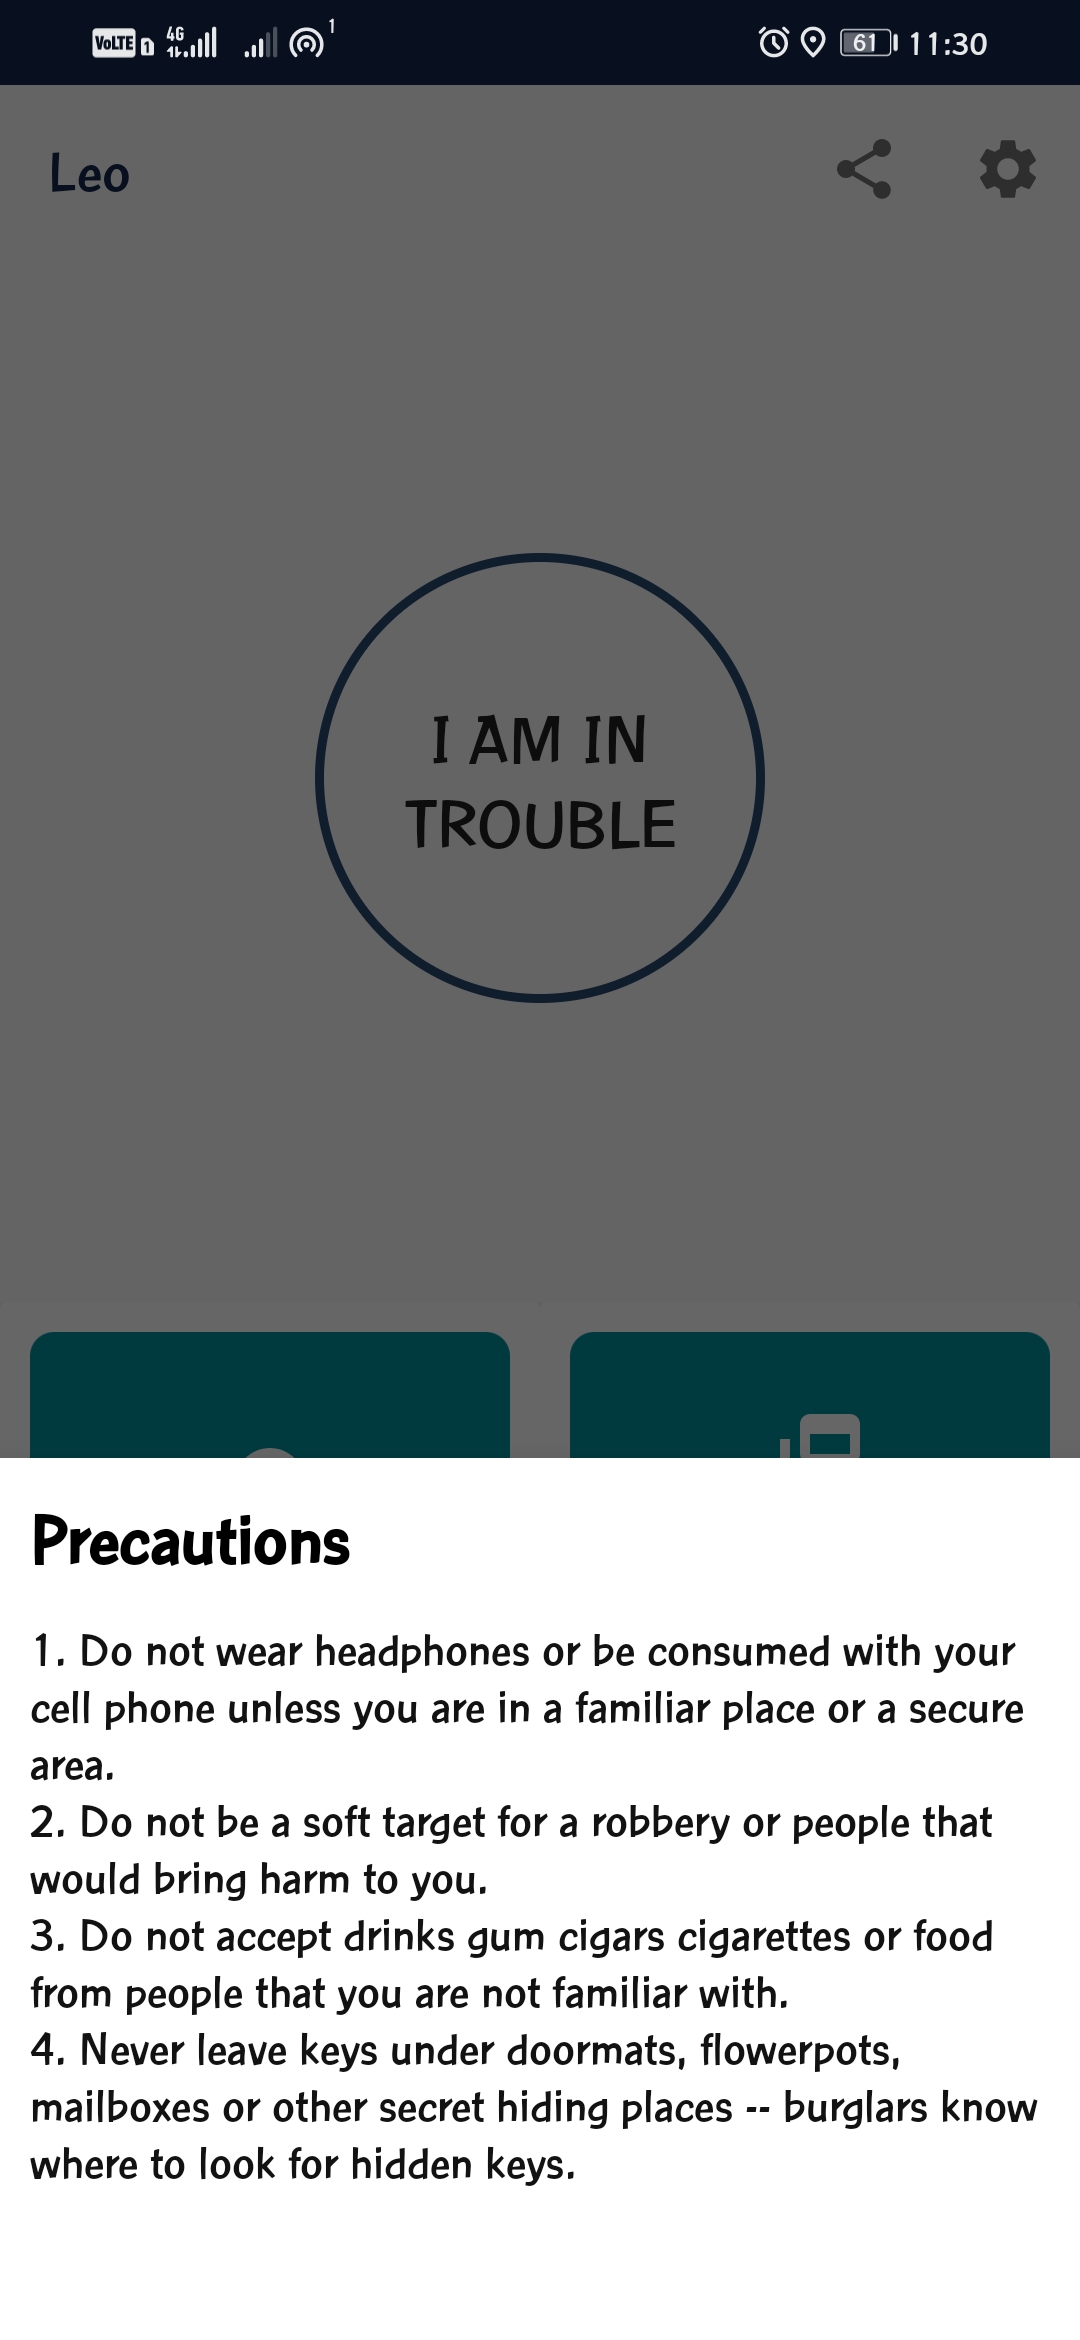 VoLTE 1 4G 1 61 11:30
Leo
I AM IN
TROUBLE
Precautions
1. Do not wear headphones or be consumed with your
cell phone unless you are in a familiar place or a secure
area.
2. Do not be a soft target for a robbery or people that
would bring harm to you.
3. Do not accept drinks gum cigars cigarettes or food
from people that you are not familiar with.
4. Never leave keys under doormats, flowerpots,
mailboxes or other secret hiding places -- burglars know
where to look for hidden keys.